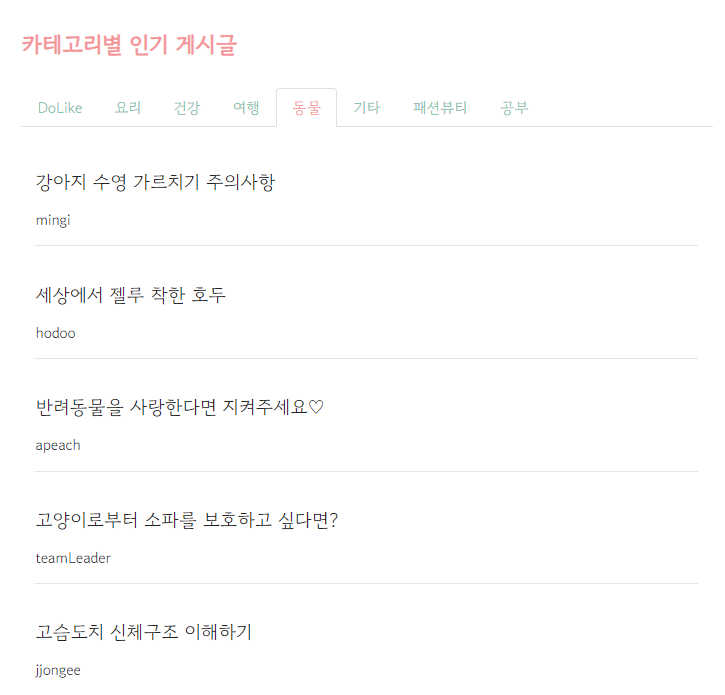 카테고리별 인기 게시글
DoLike 요리 건강 여행 동물 기타 패션뷰티 공부
강아지 수영 가르치기 주의사항
mingi
세상에서 젤루 착한 호두
hodoo
반려동물을 사랑한다면 지켜주세요♡
apeach
고양이로부터 소파를 보호하고 싶다면?
teamLeader
고슴도치 신체구조 이해하기
jjongee